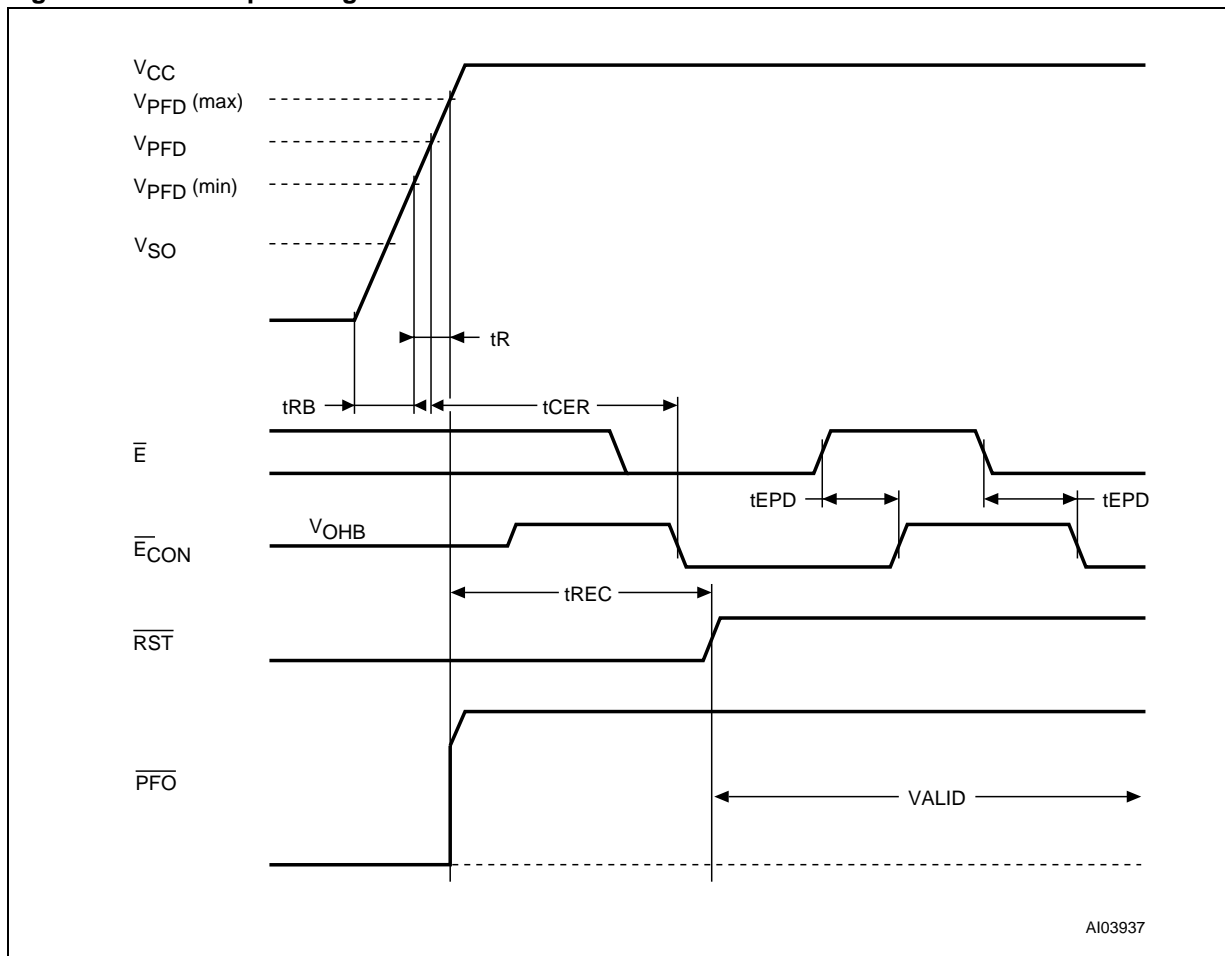 VCC
VPFD (max)
VPFD
VPFD (min)
VSO
tR
tRB
tCER
E
tEPD
tEPD
VOHB
ECON
tREC
RST
PFO
VALID
AI03937